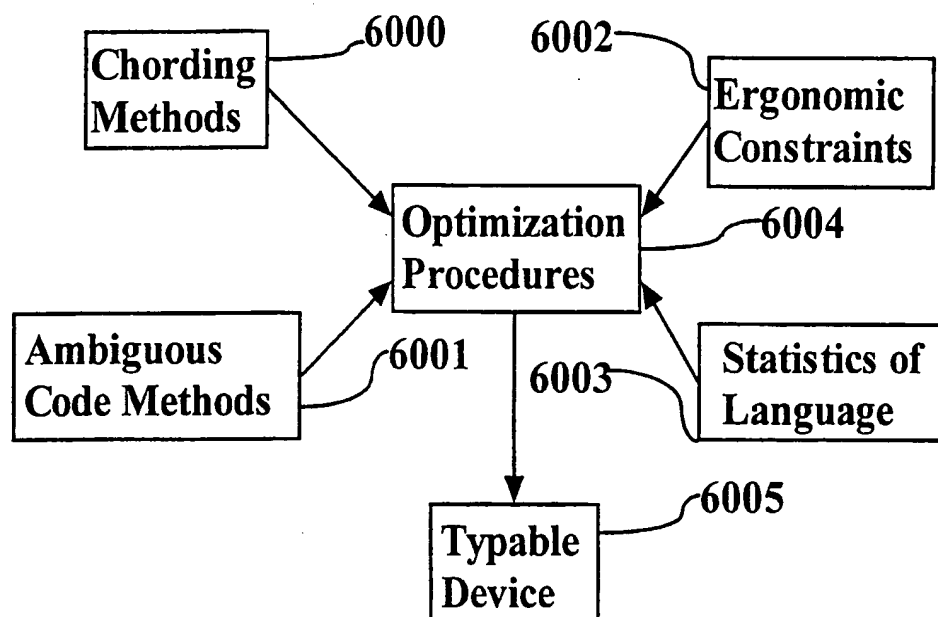 6000
Chording
Methods
6002
Ergonomic
Constraints
Optimization
Procedures
6004
Ambiguous
Code Methods
6001
6003
Statistics of
Language
6005
Typable
Device